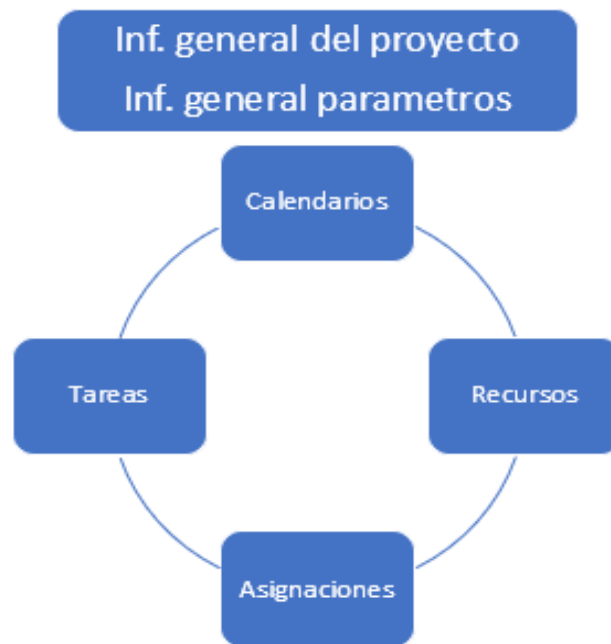 Inf. general del proyecto
Inf. general parametros
Calendarios
Tareas
Recursos
Asignaciones